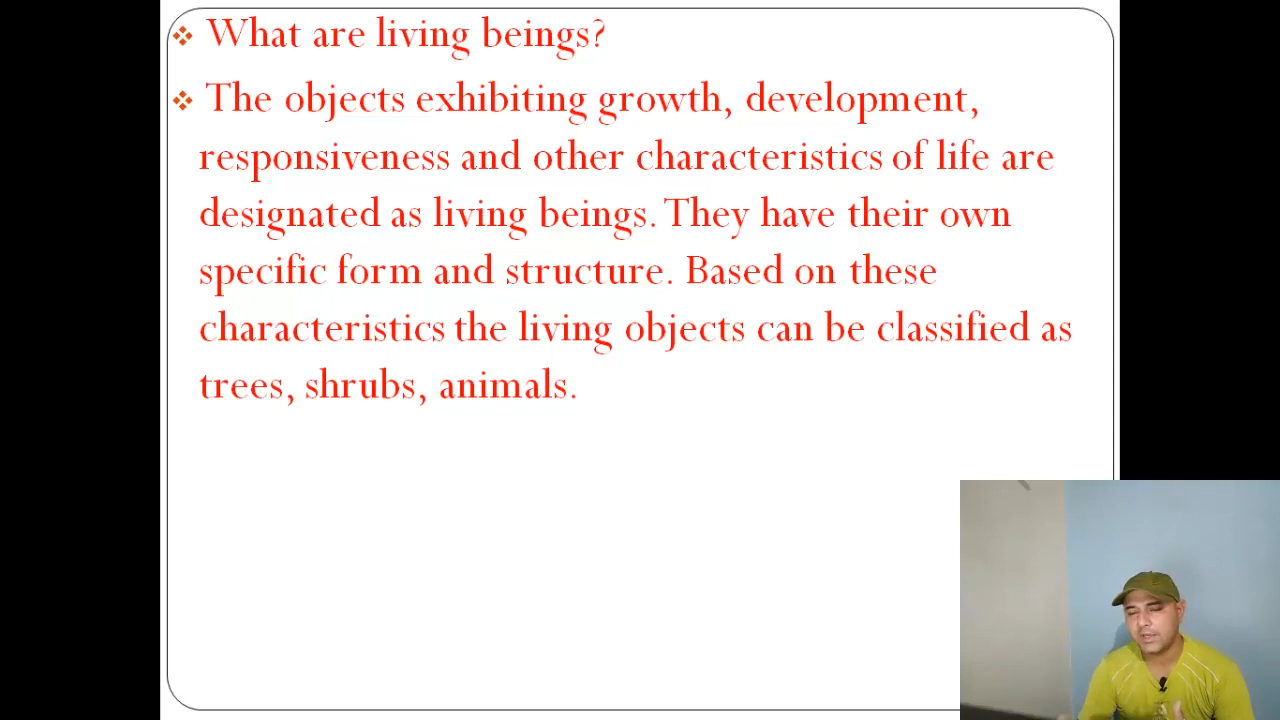 What are living beings?
The objects exhibiting growth, development,
responsiveness and other characteristics of life are
designated as living beings. They have their own
specific form and structure. Based on these
characteristics the living objects can be classified as
trees, shrubs, animals.